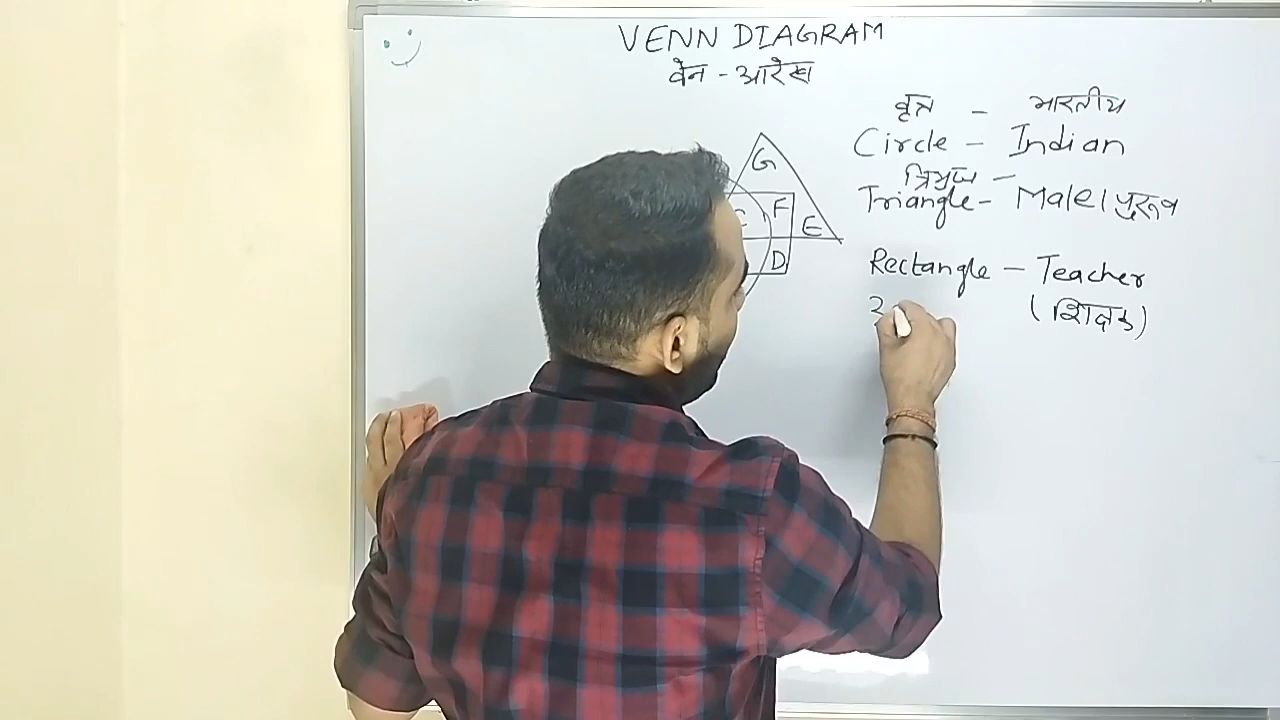 VENN DIAGRAM
वेन - आरेख
वृत्त - भारतीय
Circle - Indian
त्रिभुज -
Triangle - Male / पुरूष
Rectangle - Teacher
(शिक्षक)
G
F
E
D